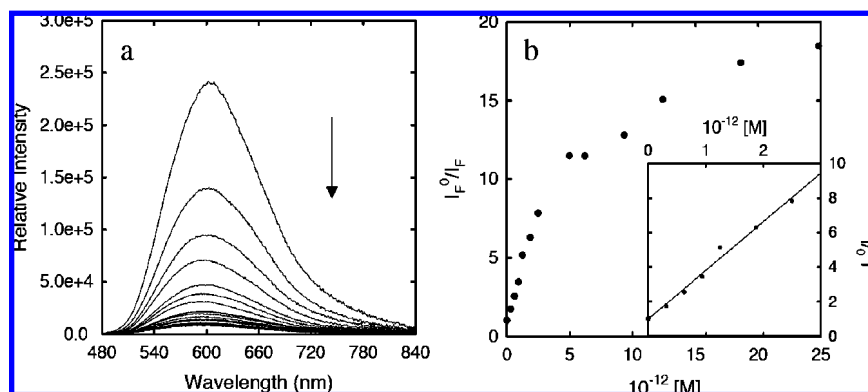 a
3.0e+5
2.5e+5
2.0e+5
1.5e+5
1.0e+5
5.0e+4
0.0
480 540 600 660 720 780 840
Relative Intensity
Wavelength (nm)
b
20
15
10
5
0
0 5 10 15 20 25
I_F^0/I_F
10^-12 [M]
10^-12 [M]
0 1 2
10
8
6
4
2
0